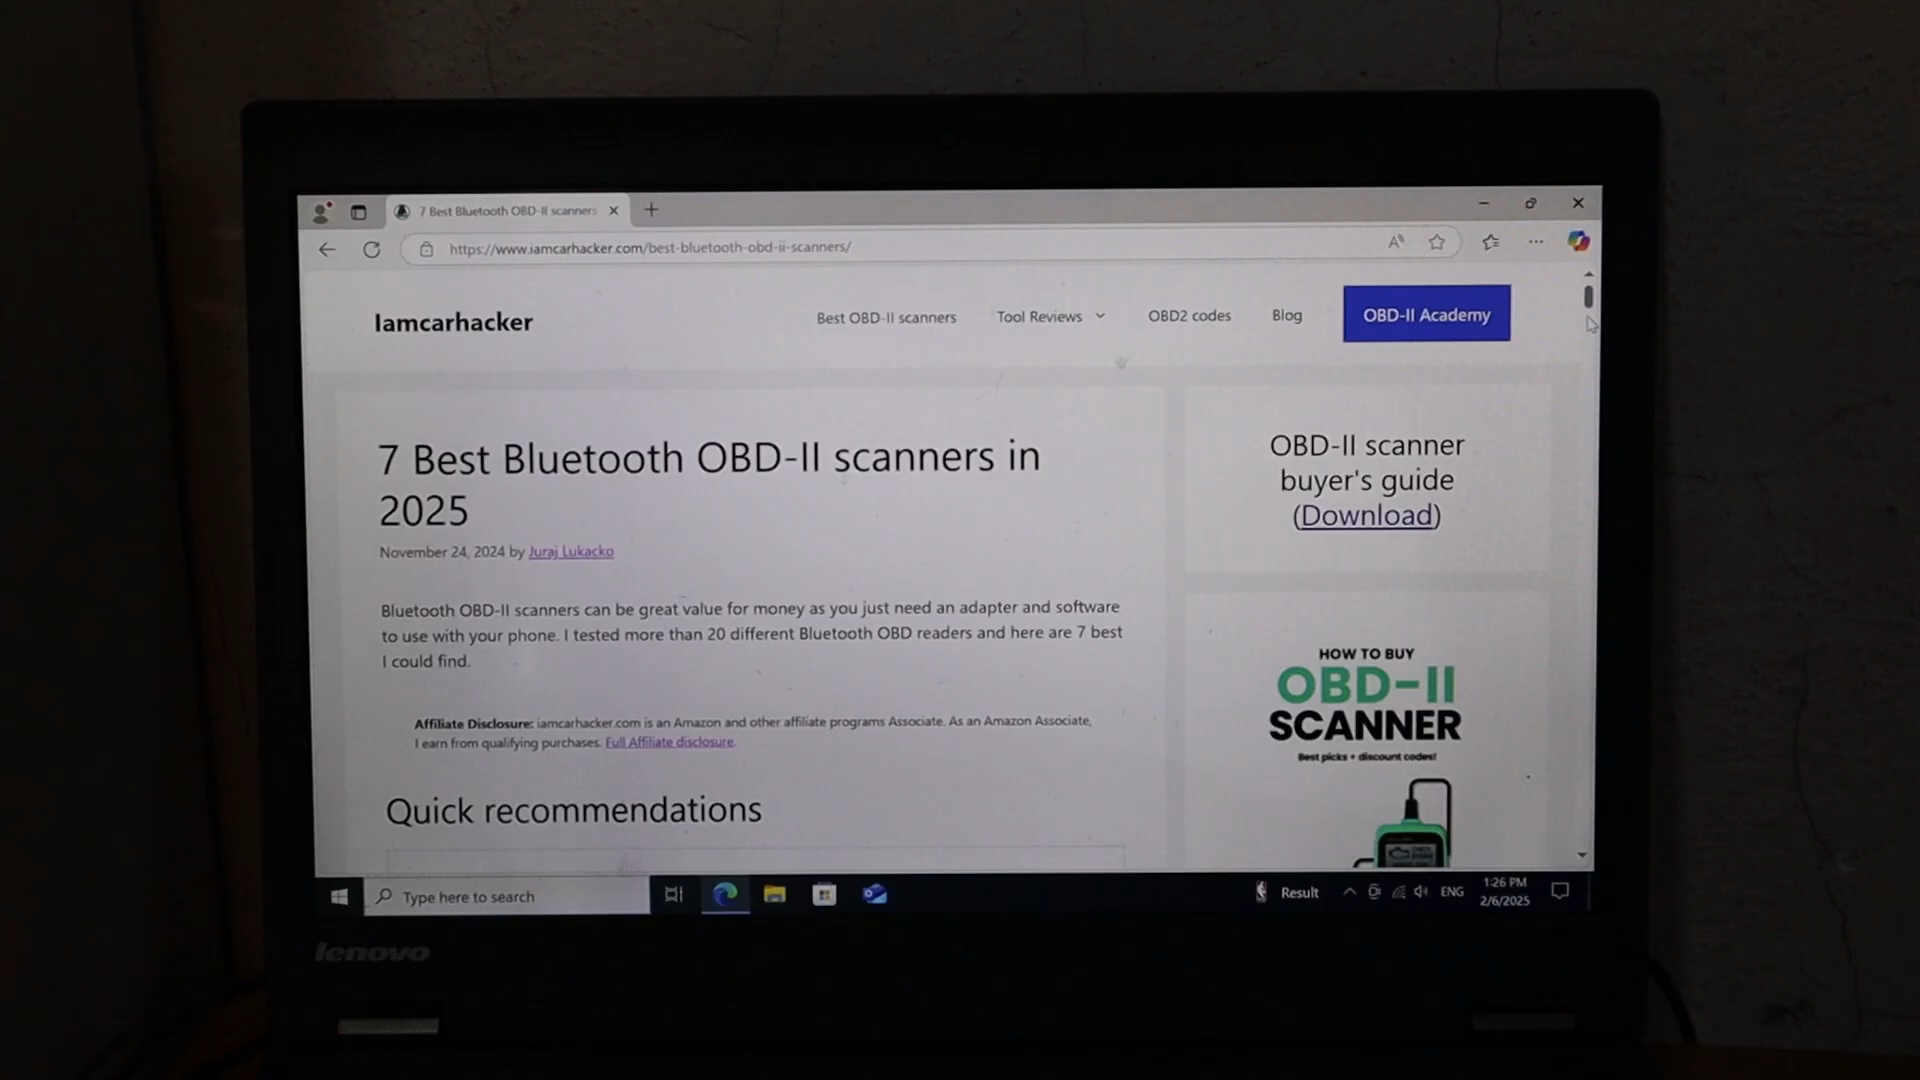 7 Best Bluetooth OBD-II scanners
https://www.iamcarhacker.com/best-bluetooth-obd-ii-scanners/
Iamcarhacker
Best OBD-II scanners
Tool Reviews
OBD2 codes
Blog
OBD-II Academy
7 Best Bluetooth OBD-II scanners in
2025
November 24, 2024 by Juraj Lukacko
Bluetooth OBD-II scanners can be great value for money as you just need an adapter and software
to use with your phone. I tested more than 20 different Bluetooth OBD readers and here are 7 best
I could find.
Affiliate Disclosure: iamcarhacker.com is an Amazon and other affiliate programs Associate. As an Amazon Associate,
I earn from qualifying purchases. Full Affiliate disclosure.
Quick recommendations
OBD-II scanner
buyer's guide
(Download)
HOW TO BUY
OBD-II
SCANNER
Best picks + discount codes!
Type here to search
Result
ENG
1:26 PM
2/6/2025
lenovo